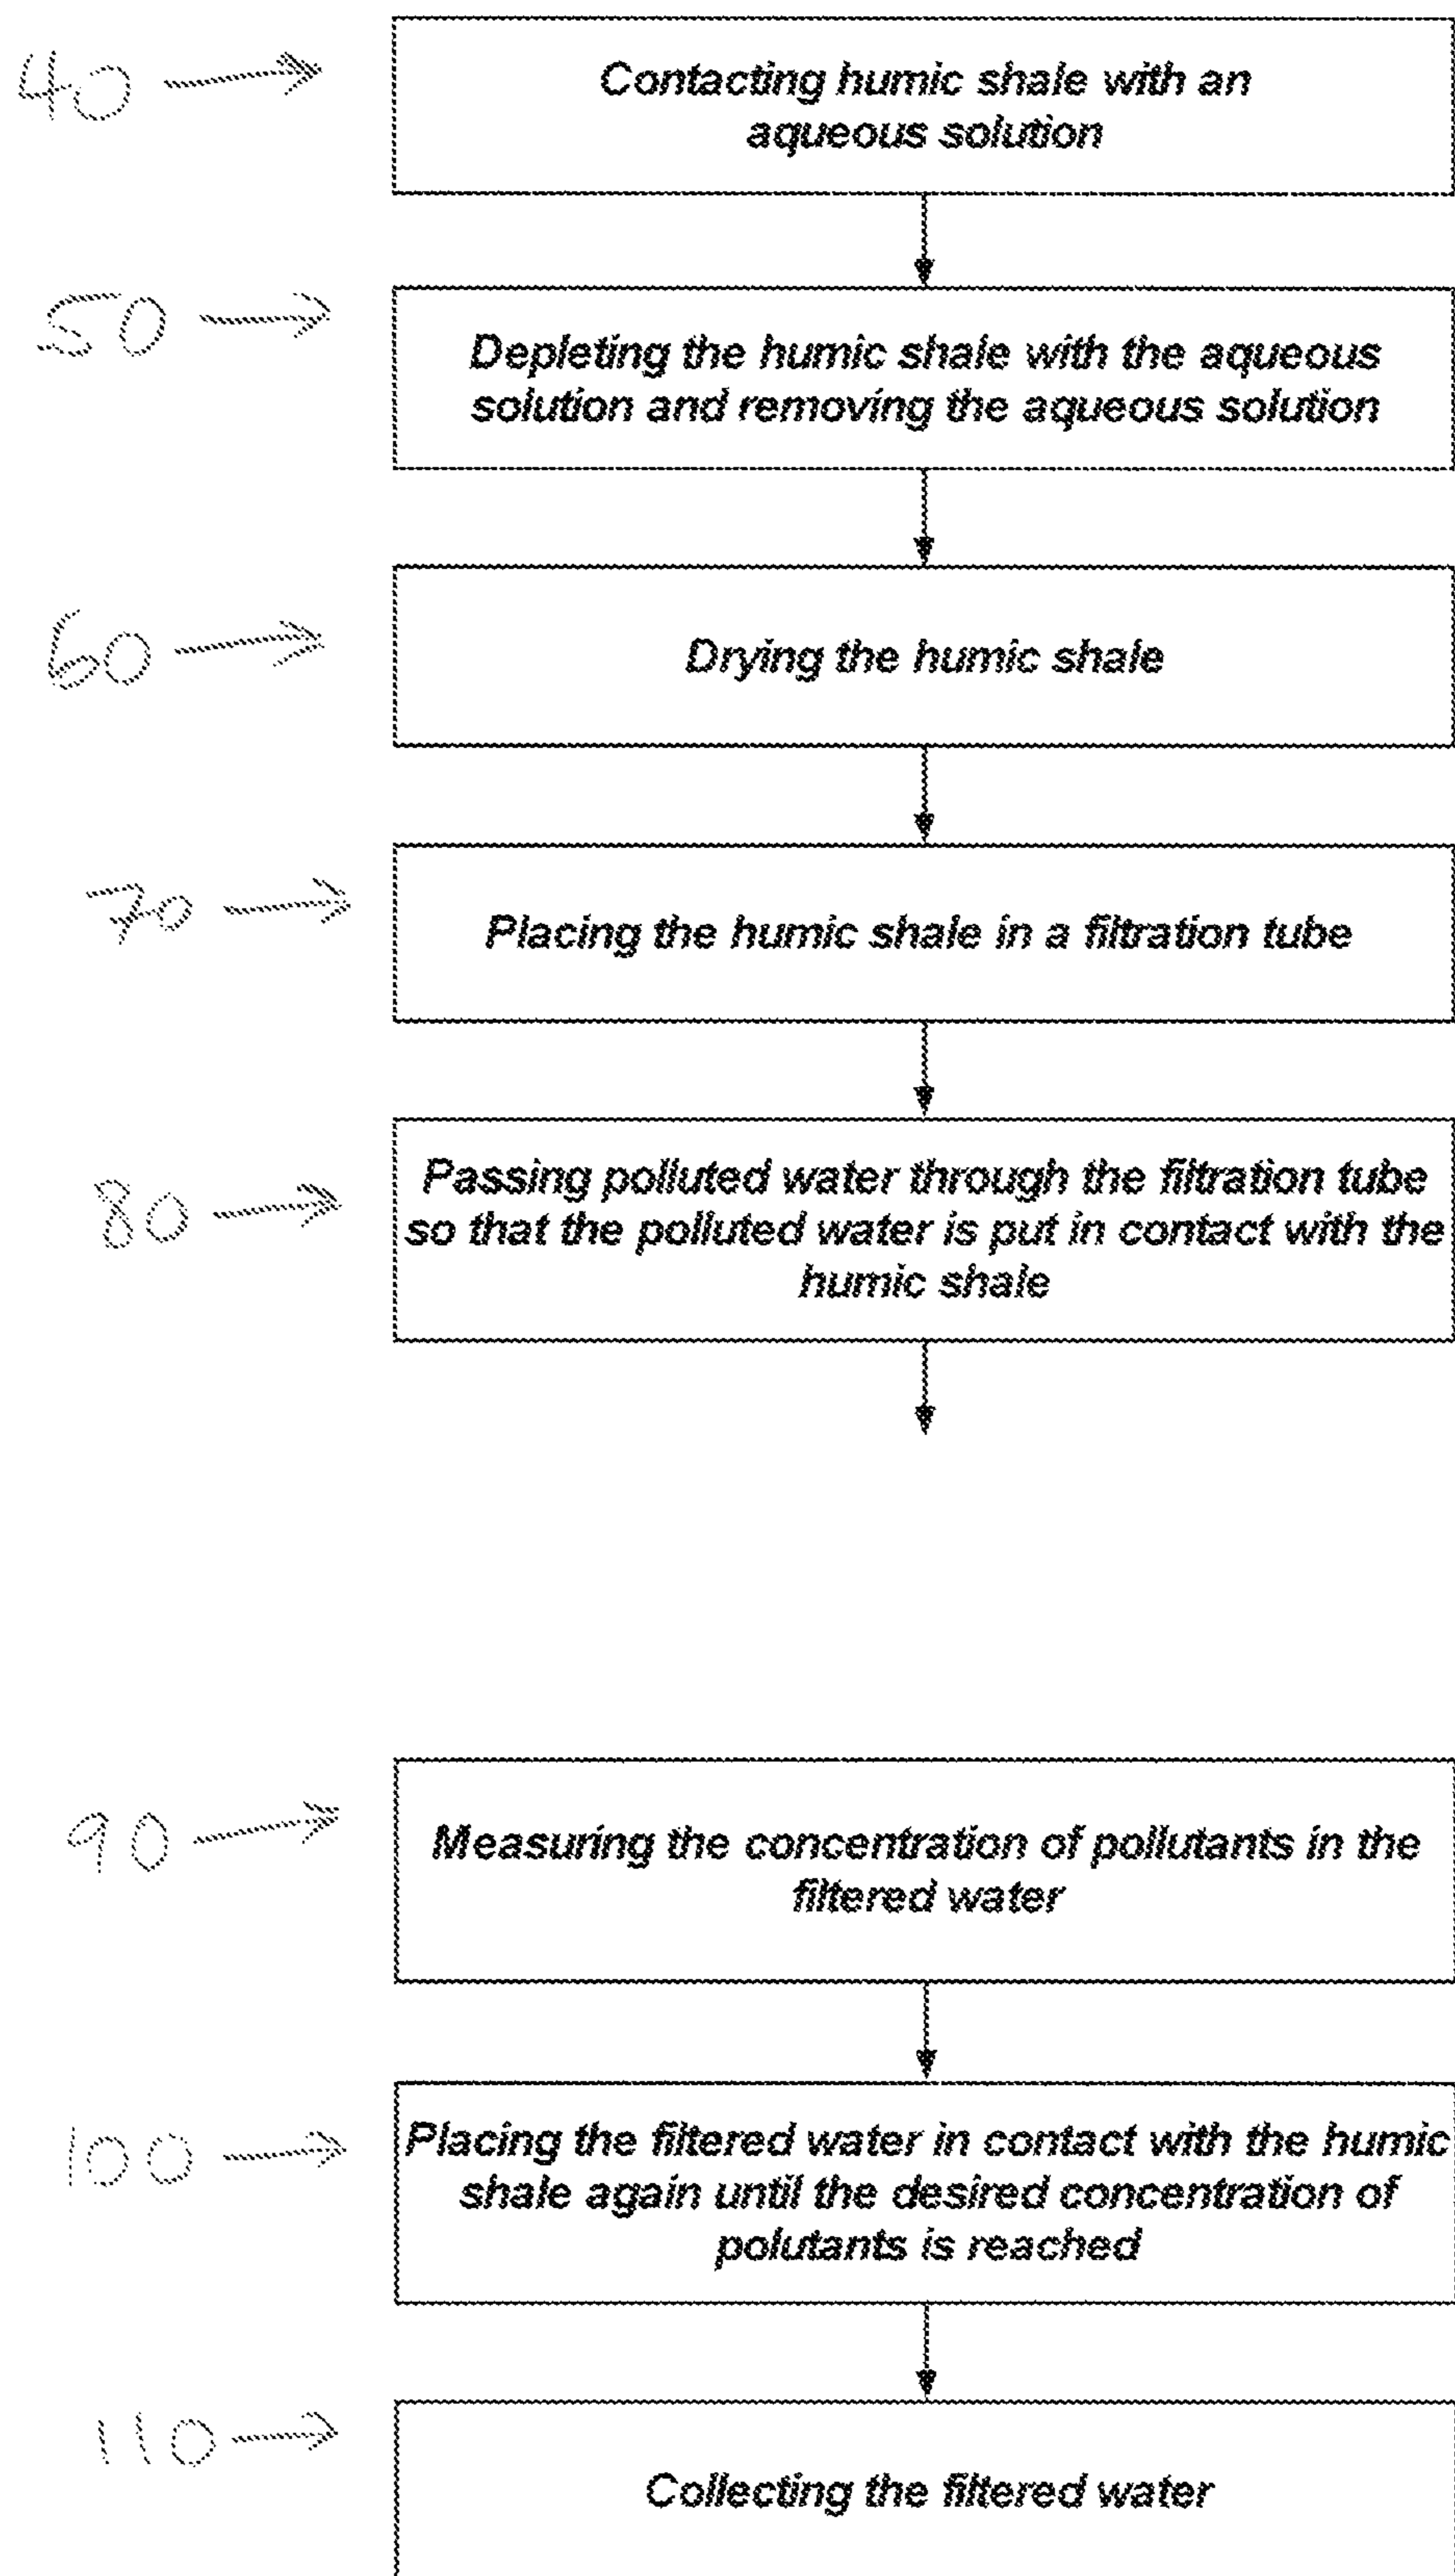 40
Contacting humic shale with an
aqueous solution
50
Depleting the humic shale with the aqueous
solution and removing the aqueous solution
60
Drying the humic shale
70
Placing the humic shale in a filtration tube
80
Passing polluted water through the filtration tube
so that the polluted water is put in contact with the
humic shale
90
Measuring the concentration of pollutants in the
filtered water
100
Placing the filtered water in contact with the humic
shale again until the desired concentration of
polutants is reached
110
Collecting the filtered water